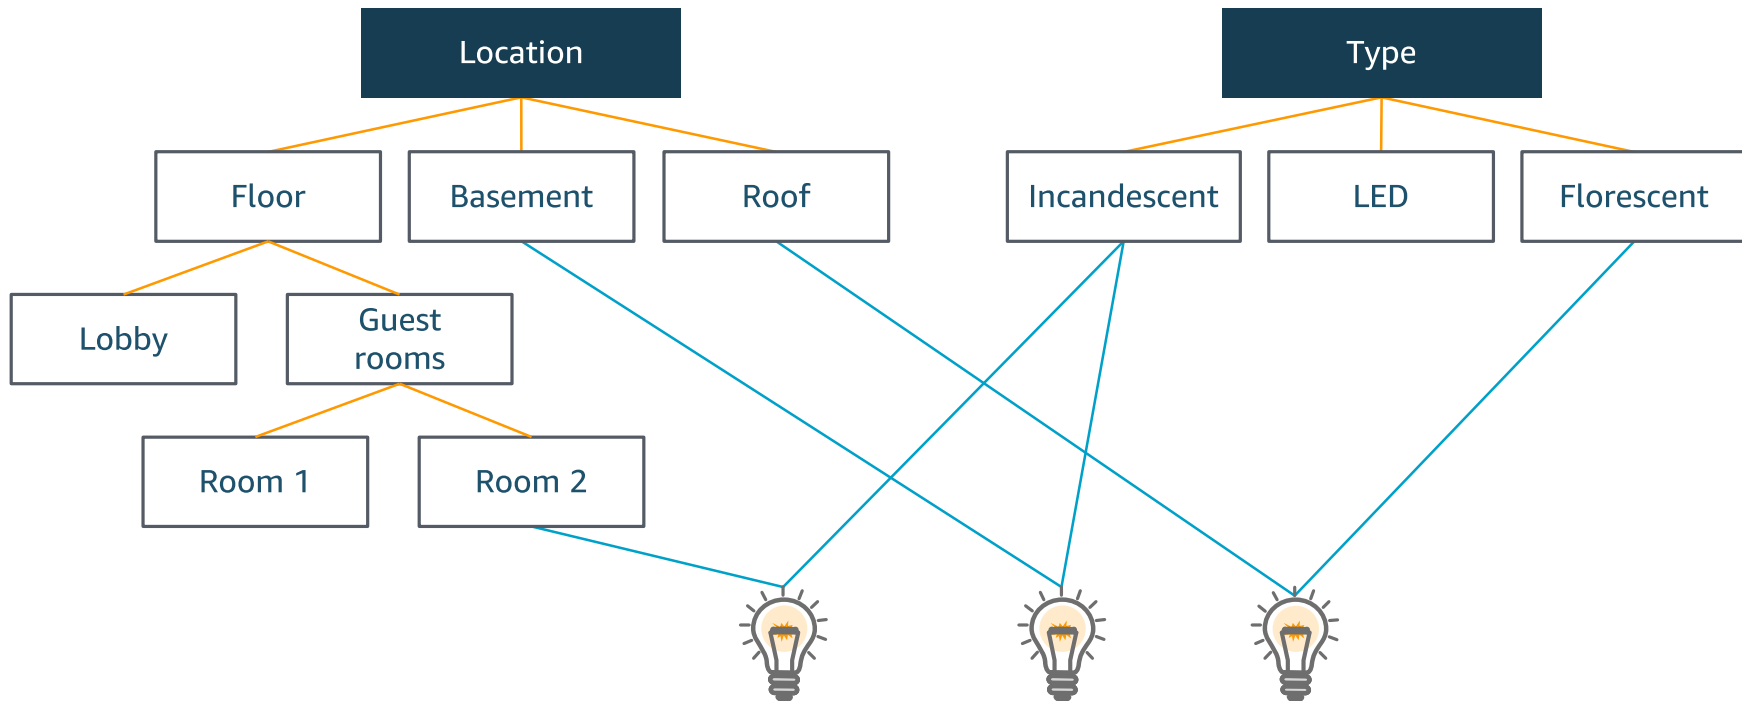 Location
Type
Floor
Basement
Roof
Incandescent
LED
Florescent
Lobby
Guest
rooms
Room 1
Room 2